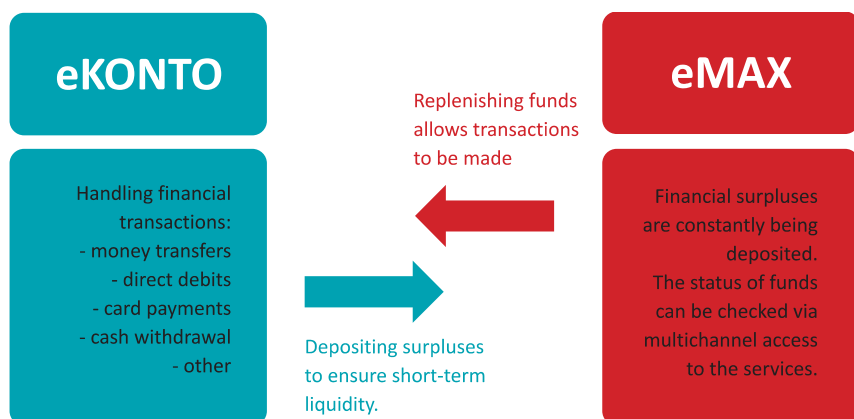 eKONTO
Handling financial
transactions:
- money transfers
- direct debits
- card payments
- cash withdrawal
- other
Replenishing funds
allows transactions
to be made
Depositing surpluses
to ensure short-term
liquidity.
eMAX
Financial surpluses
are constantly being
deposited.
The status of funds
can be checked via
multichannel access
to the services.